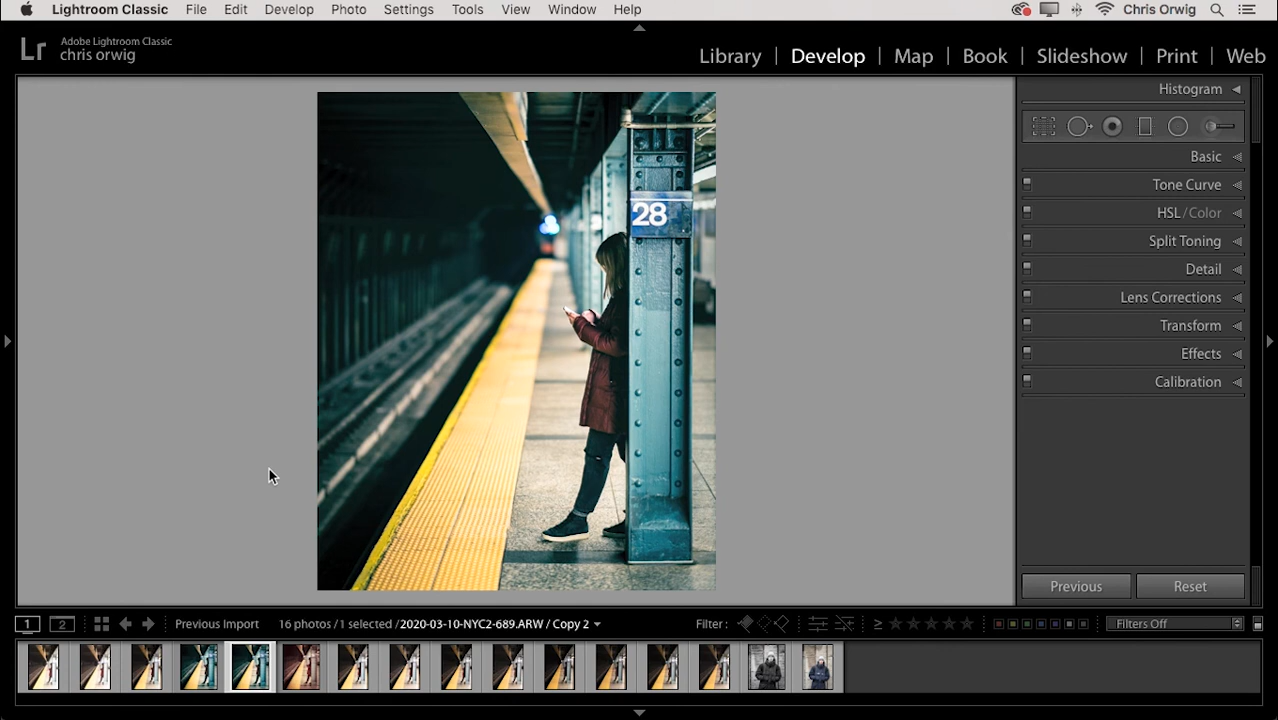 Lightroom Classic File Edit Develop Photo Settings Tools View Window Help Chris Orwig
Lr Adobe Lightroom Classic
chris orwig
Library | Develop | Map | Book | Slideshow | Print | Web
Histogram
Basic
Tone Curve
HSL / Color
Split Toning
Detail
Lens Corrections
Transform
Effects
Calibration
28
Previous Reset
1 2 Previous Import 16 photos / 1 selected / 2020-03-10-NYC2-689.ARW / Copy 2 Filter : ≥ Filters Off